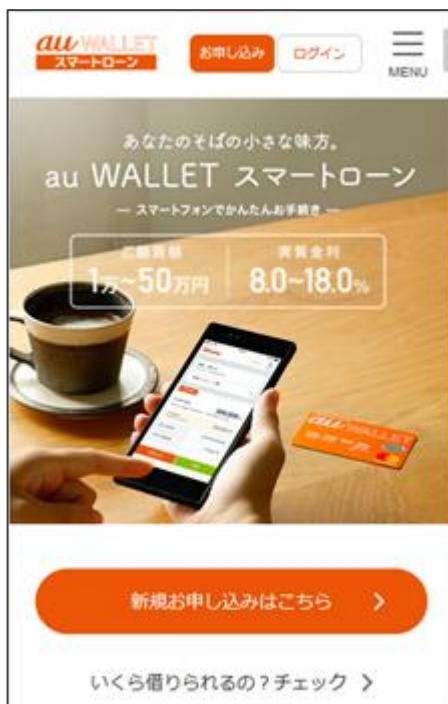 au WALLET
スマートローン
お申し込み
ログイン
MENU
あなたのそばの小さな味方。
au WALLET スマートローン
― スマートフォンでかんたんお手続き ―
ご融資額
1万~50万円
実質金利
8.0~18.0%
au WALLET
新規お申し込みはこちら
いくら借りられるの?チェック